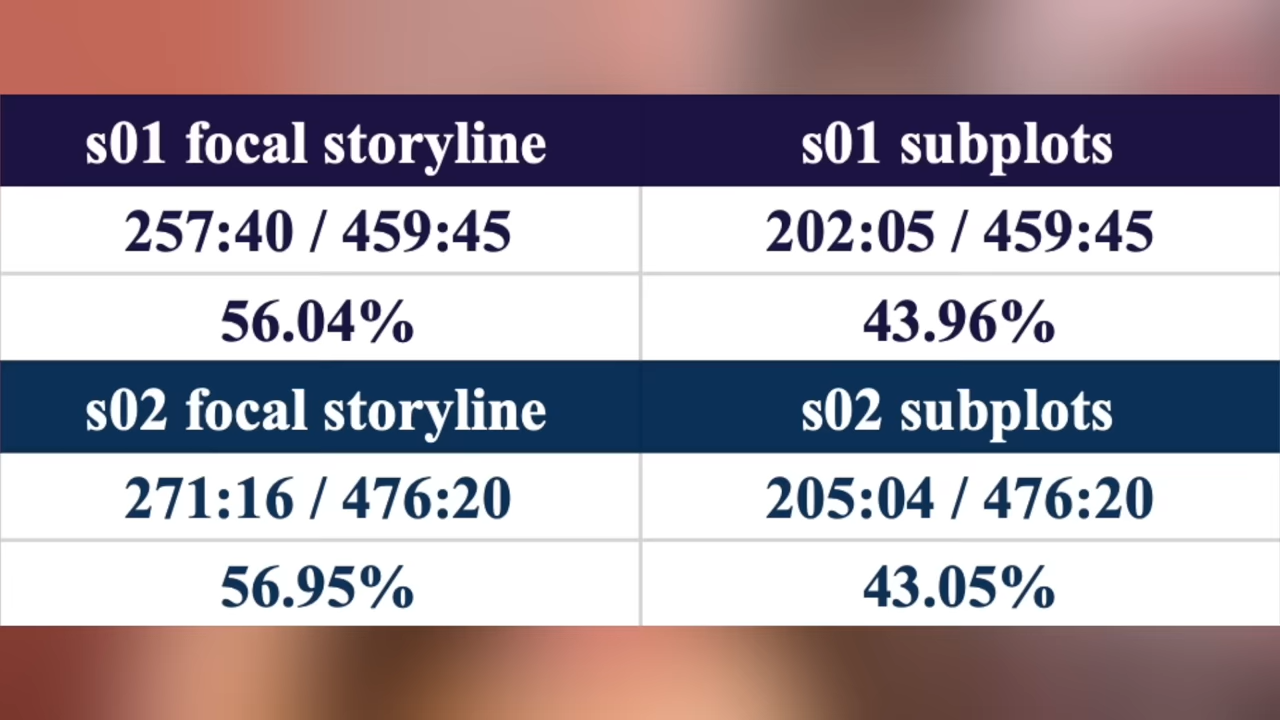 s01 focal storyline s01 subplots
257:40 / 459:45 202:05 / 459:45
56.04% 43.96%
s02 focal storyline s02 subplots
271:16 / 476:20 205:04 / 476:20
56.95% 43.05%